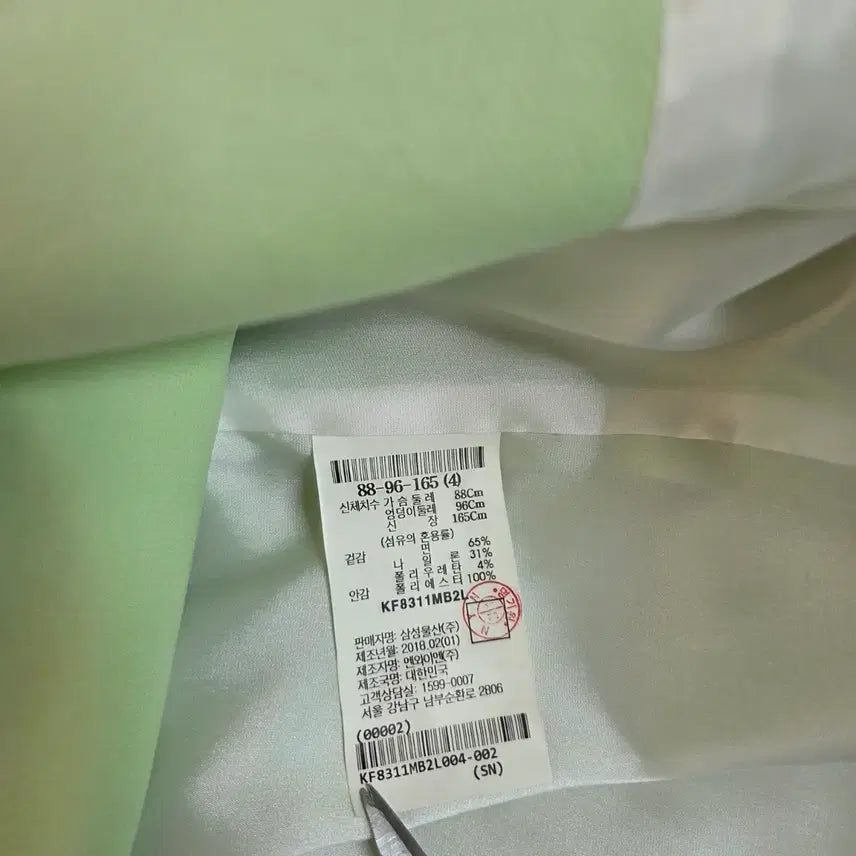 88-96-165 (4)
신체치수 가 슴 둘 레 88Cm
엉덩이둘레 96Cm
신 장 165Cm
(섬유의 혼용률)
겉감 면 65%
나 일 론 31%
폴 리 우 레 탄 4%
안감 폴 리 에 스 터 100%
KF8311MB2L
판매자명: 삼성물산(주)
제조년월: 2018.02(01)
제조자명: 엔와이맨(주)
제조국명: 대한민국
고객상담실: 1599-0007
서울 강남구 남부순환로 2806
(00002)
KF8311MB2L004-002
(SN)